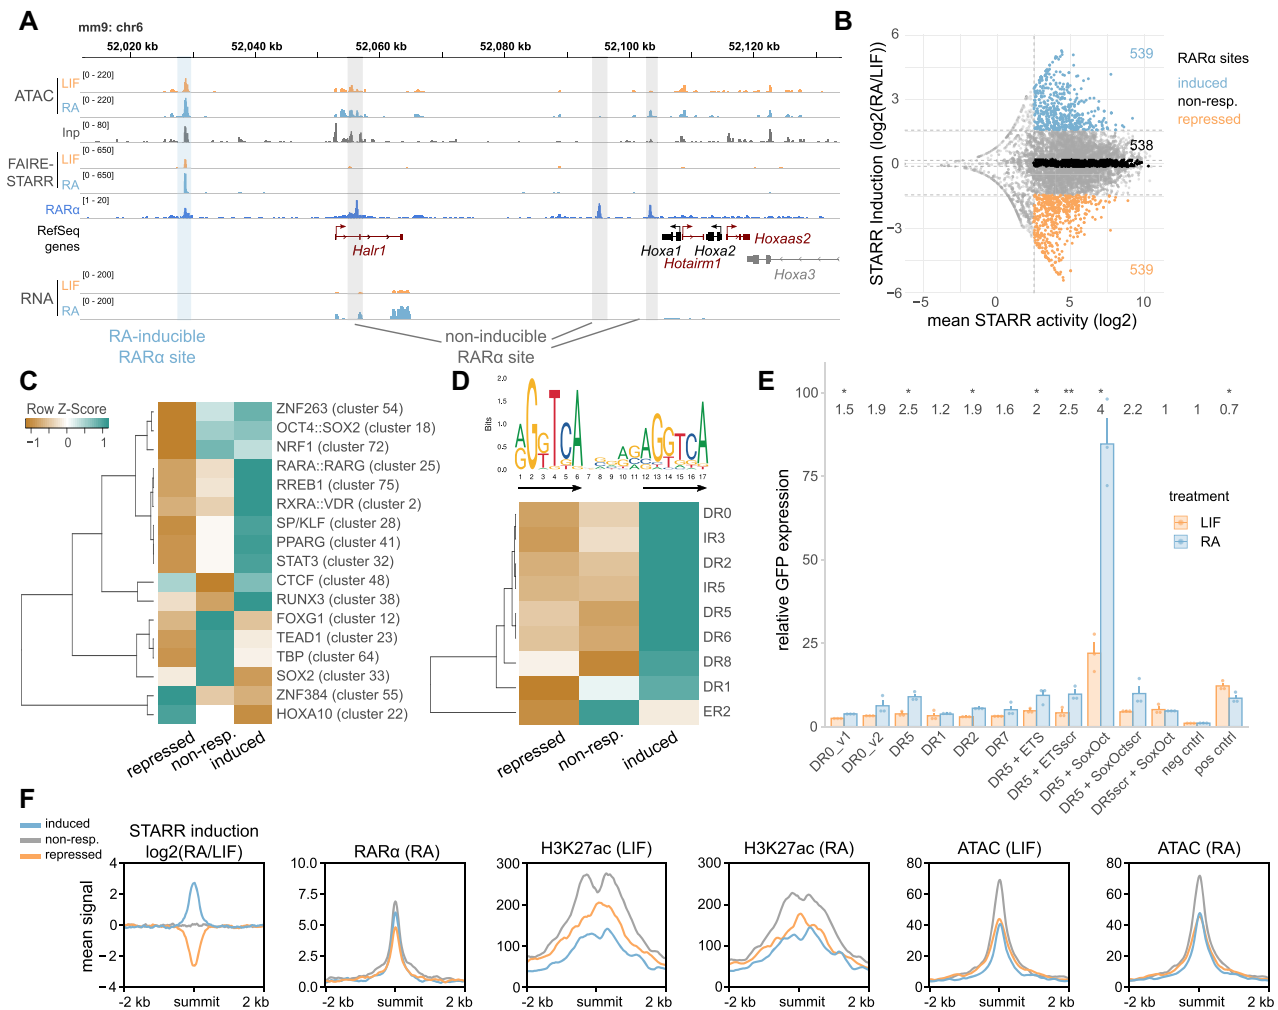 A
mm9: chr6
52,020 kb 52,040 kb 52,060 kb 52,080 kb 52,100 kb 52,120 kb
ATAC
LIF
[0 - 220]
RA
[0 - 220]
Inp
[0 - 80]
FAIRE-
STARR
LIF
[0 - 650]
RA
[0 - 650]
RARα
[1 - 20]
RefSeq
genes
Halr1
Hoxa1
Hotairm1
Hoxa2
Hoxaas2
Hoxa3
RNA
LIF
[0 - 200]
RA
[0 - 200]
RA-inducible
RARα site
non-inducible
RARα site
B
STARR Induction (log2(RA/LIF))
6
3
0
−3
−6
−5 0 5 10
mean STARR activity (log2)
539
538
539
RARα sites
induced
non-resp.
repressed
C
Row Z-Score
−1 0 1
ZNF263 (cluster 54)
OCT4::SOX2 (cluster 18)
NRF1 (cluster 72)
RARA::RARG (cluster 25)
RREB1 (cluster 75)
RXRA::VDR (cluster 2)
SP/KLF (cluster 28)
PPARG (cluster 41)
STAT3 (cluster 32)
CTCF (cluster 48)
RUNX3 (cluster 38)
FOXG1 (cluster 12)
TEAD1 (cluster 23)
TBP (cluster 64)
SOX2 (cluster 33)
ZNF384 (cluster 55)
HOXA10 (cluster 22)
repressed non-resp. induced
D
Bits
2.0
1.5
1.0
0.5
0.0
1 2 3 4 5 6 7 8 9 10 11 12 13 14 15 16 17
DR0
IR3
DR2
IR5
DR5
DR6
DR8
DR1
ER2
repressed non-resp. induced
E
relative GFP expression
100
75
50
25
0
* * * * ** * *
1.5 1.9 2.5 1.2 1.9 1.6 2 2.5 4 2.2 1 1 0.7
treatment
LIF
RA
DR0_v1
DR0_v2
DR5
DR1
DR2
DR7
DR5 + ETS
DR5 + ETSscr
DR5 + SoxOct
DR5 + SoxOctscr
DR5scr + SoxOct
neg cntrl
pos cntrl
F
induced
non-resp.
repressed
mean signal
STARR induction
log2(RA/LIF)
4
2
0
−2
−4
-2 kb summit 2 kb
RARα (RA)
10.0
7.5
5.0
2.5
0.0
-2 kb summit 2 kb
H3K27ac (LIF)
300
200
100
0
-2 kb summit 2 kb
H3K27ac (RA)
300
200
100
0
-2 kb summit 2 kb
ATAC (LIF)
80
60
40
20
0
-2 kb summit 2 kb
ATAC (RA)
80
60
40
20
0
-2 kb summit 2 kb